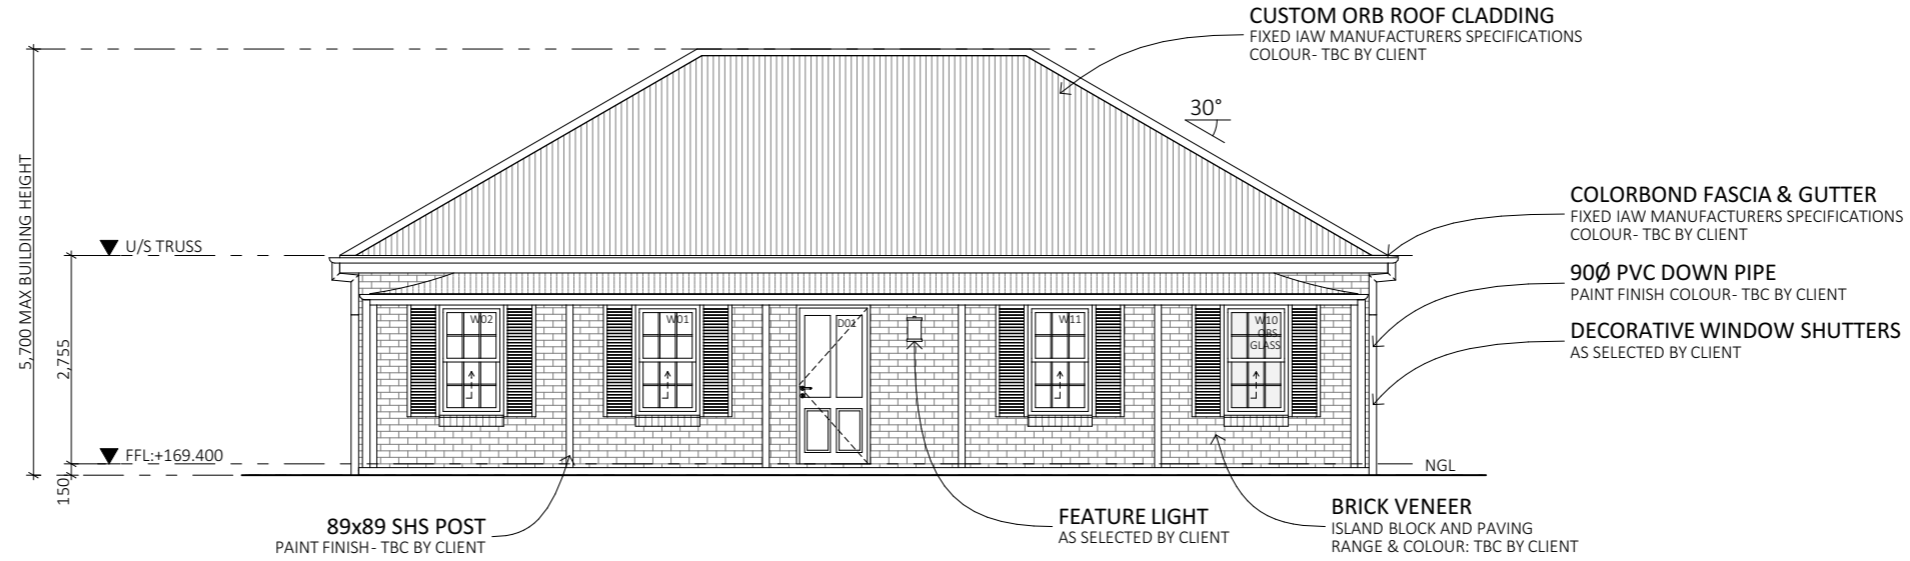 CUSTOM ORB ROOF CLADDING
FIXED IAW MANUFACTURERS SPECIFICATIONS
COLOUR- TBC BY CLIENT
30°
5,700 MAX BUILDING HEIGHT
2,755
150
U/S TRUSS
FFL:+169.400
COLORBOND FASCIA & GUTTER
FIXED IAW MANUFACTURERS SPECIFICATIONS
COLOUR- TBC BY CLIENT
90Ø PVC DOWN PIPE
PAINT FINISH COLOUR- TBC BY CLIENT
DECORATIVE WINDOW SHUTTERS
AS SELECTED BY CLIENT
W02
W01
D01
W11
W10
OBS
GLASS
NGL
89x89 SHS POST
PAINT FINISH- TBC BY CLIENT
FEATURE LIGHT
AS SELECTED BY CLIENT
BRICK VENEER
ISLAND BLOCK AND PAVING
RANGE & COLOUR: TBC BY CLIENT